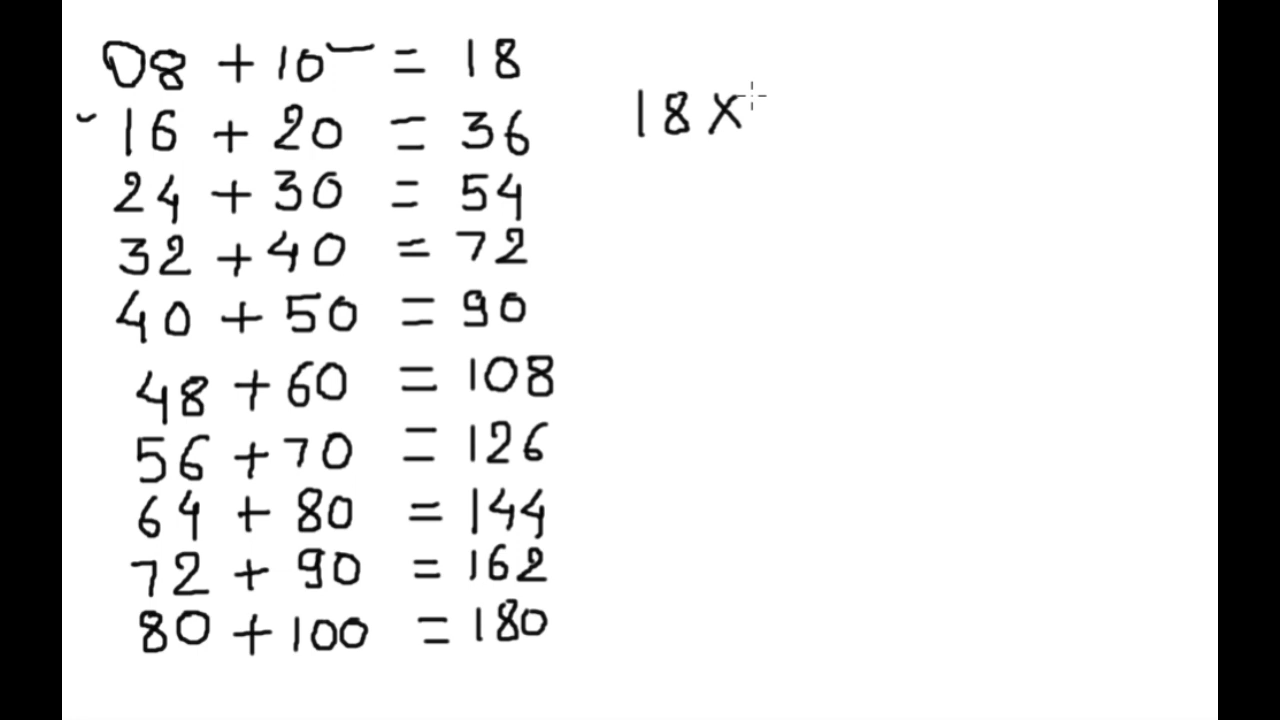 08 + 10 = 18
16 + 20 = 36
24 + 30 = 54
32 + 40 = 72
40 + 50 = 90
48 + 60 = 108
56 + 70 = 126
64 + 80 = 144
72 + 90 = 162
80 + 100 = 180
18 X